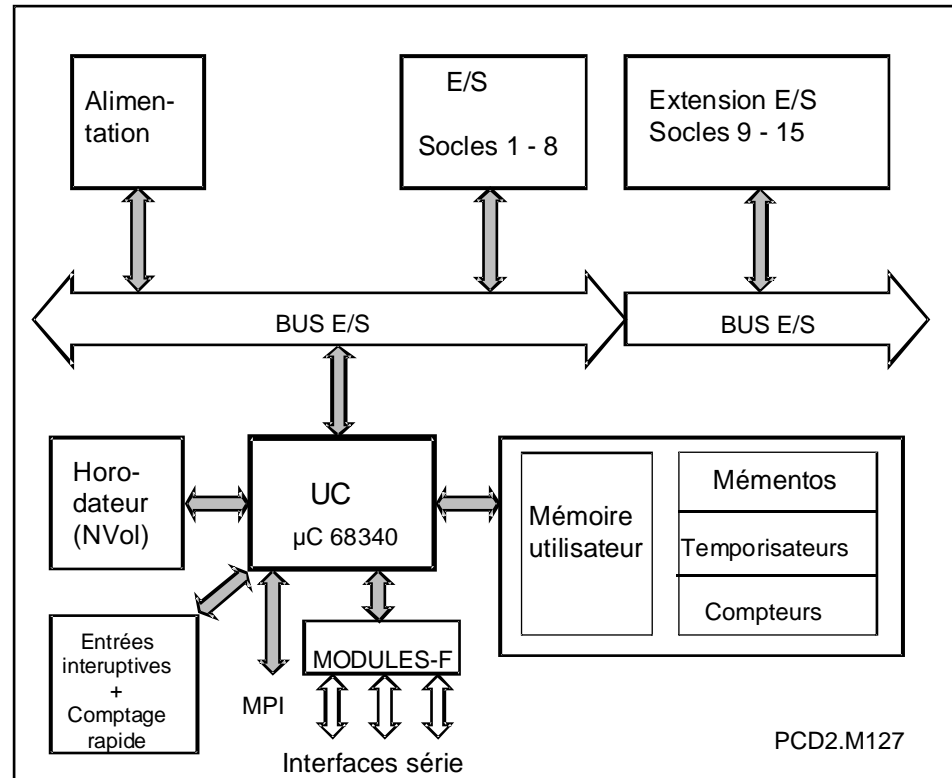 Alimen-
tation
E/S
Socles 1 - 8
Extension E/S
Socles 9 - 15
BUS E/S
BUS E/S
Horo-
dateur
(NVol)
UC
µC 68340
Mémoire
utilisateur
Mémentos
Temporisateurs
Compteurs
Entrées
interuptives
+
Comptage
rapide
MPI
MODULES-F
Interfaces série
PCD2.M127